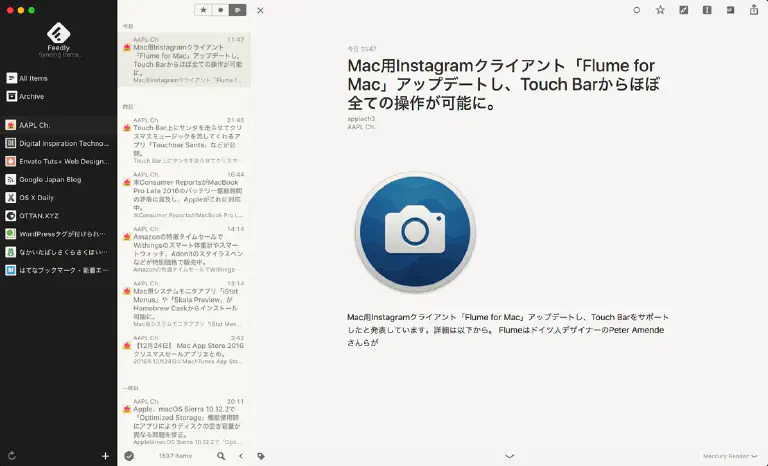 Feedly
Syncing items...
All Items
Archive
AAPL Ch.
Digital Inspiration Techno...
Envato Tuts+ Web Design...
Google Japan Blog
OS X Daily
OTTAN.XYZ
WordPressタグが付けられ...
なかいたばしさくらさくぽい...
はてなブックマーク - 新着エ...
今日
AAPL Ch.
11:47
Mac用Instagramクライアント
「Flume for Mac」アップデートし、
Touch Barからほぼ全ての操作が可能
に。
Mac用Instagramクライアント「Flume f...
昨日
AAPL Ch.
21:45
Touch Bar上にサンタを走らせてクリ
スマスミュージックを流してくれるア
プリ「Touchbar Santa」などが公
開。
Touch Bar上にサンタを走らせてクリスマ...
AAPL Ch.
16:44
米Consumer ReportsがMacBook
Pro Late 2016のバッテリー駆動時間
の矛盾に言及し、Appleがこれに対応
中。
米Consumer ReportsがMacBook Pro L...
AAPL Ch.
14:14
Amazonの特選タイムセールで
Withingsのスマート体重計やスマー
トウォッチ、Adonitのスタイラスペン
などが特別価格で販売中。
Amazonの特選タイムセールでWithings...
AAPL Ch.
13:14
Mac用システムモニタアプリ「iStat
Menus」や「Skala Preview」が
Homebrew Caskからインストール
可能に。
Mac用システムモニタアプリ「iStat Men...
AAPL Ch.
3:42
【12月24日】 Mac App Store 2016
クリスマスセールアプリまとめ。
2016年12月24日にMac/iTunes App Sto...
一昨日
AAPL Ch.
20:11
Apple、macOS Sierra 10.12.2で
「Optimized Storage」機能使用時
にアプリによりディスクの空き容量が
異なる問題を修正。
AppleはmacOS Sierra 10.12.2で「Opt...
1537 items
今日 11:47
Mac用Instagramクライアント「Flume for
Mac」アップデートし、Touch Barからほぼ
全ての操作が可能に。
applech2
AAPL Ch.
Mac用Instagramクライアント「Flume for Mac」アップデートし、Touch Barをサポート
したと発表しています。詳細は以下から。 Flumeはドイツ人デザイナーのPeter Amende
さんらが
Mercury Reader